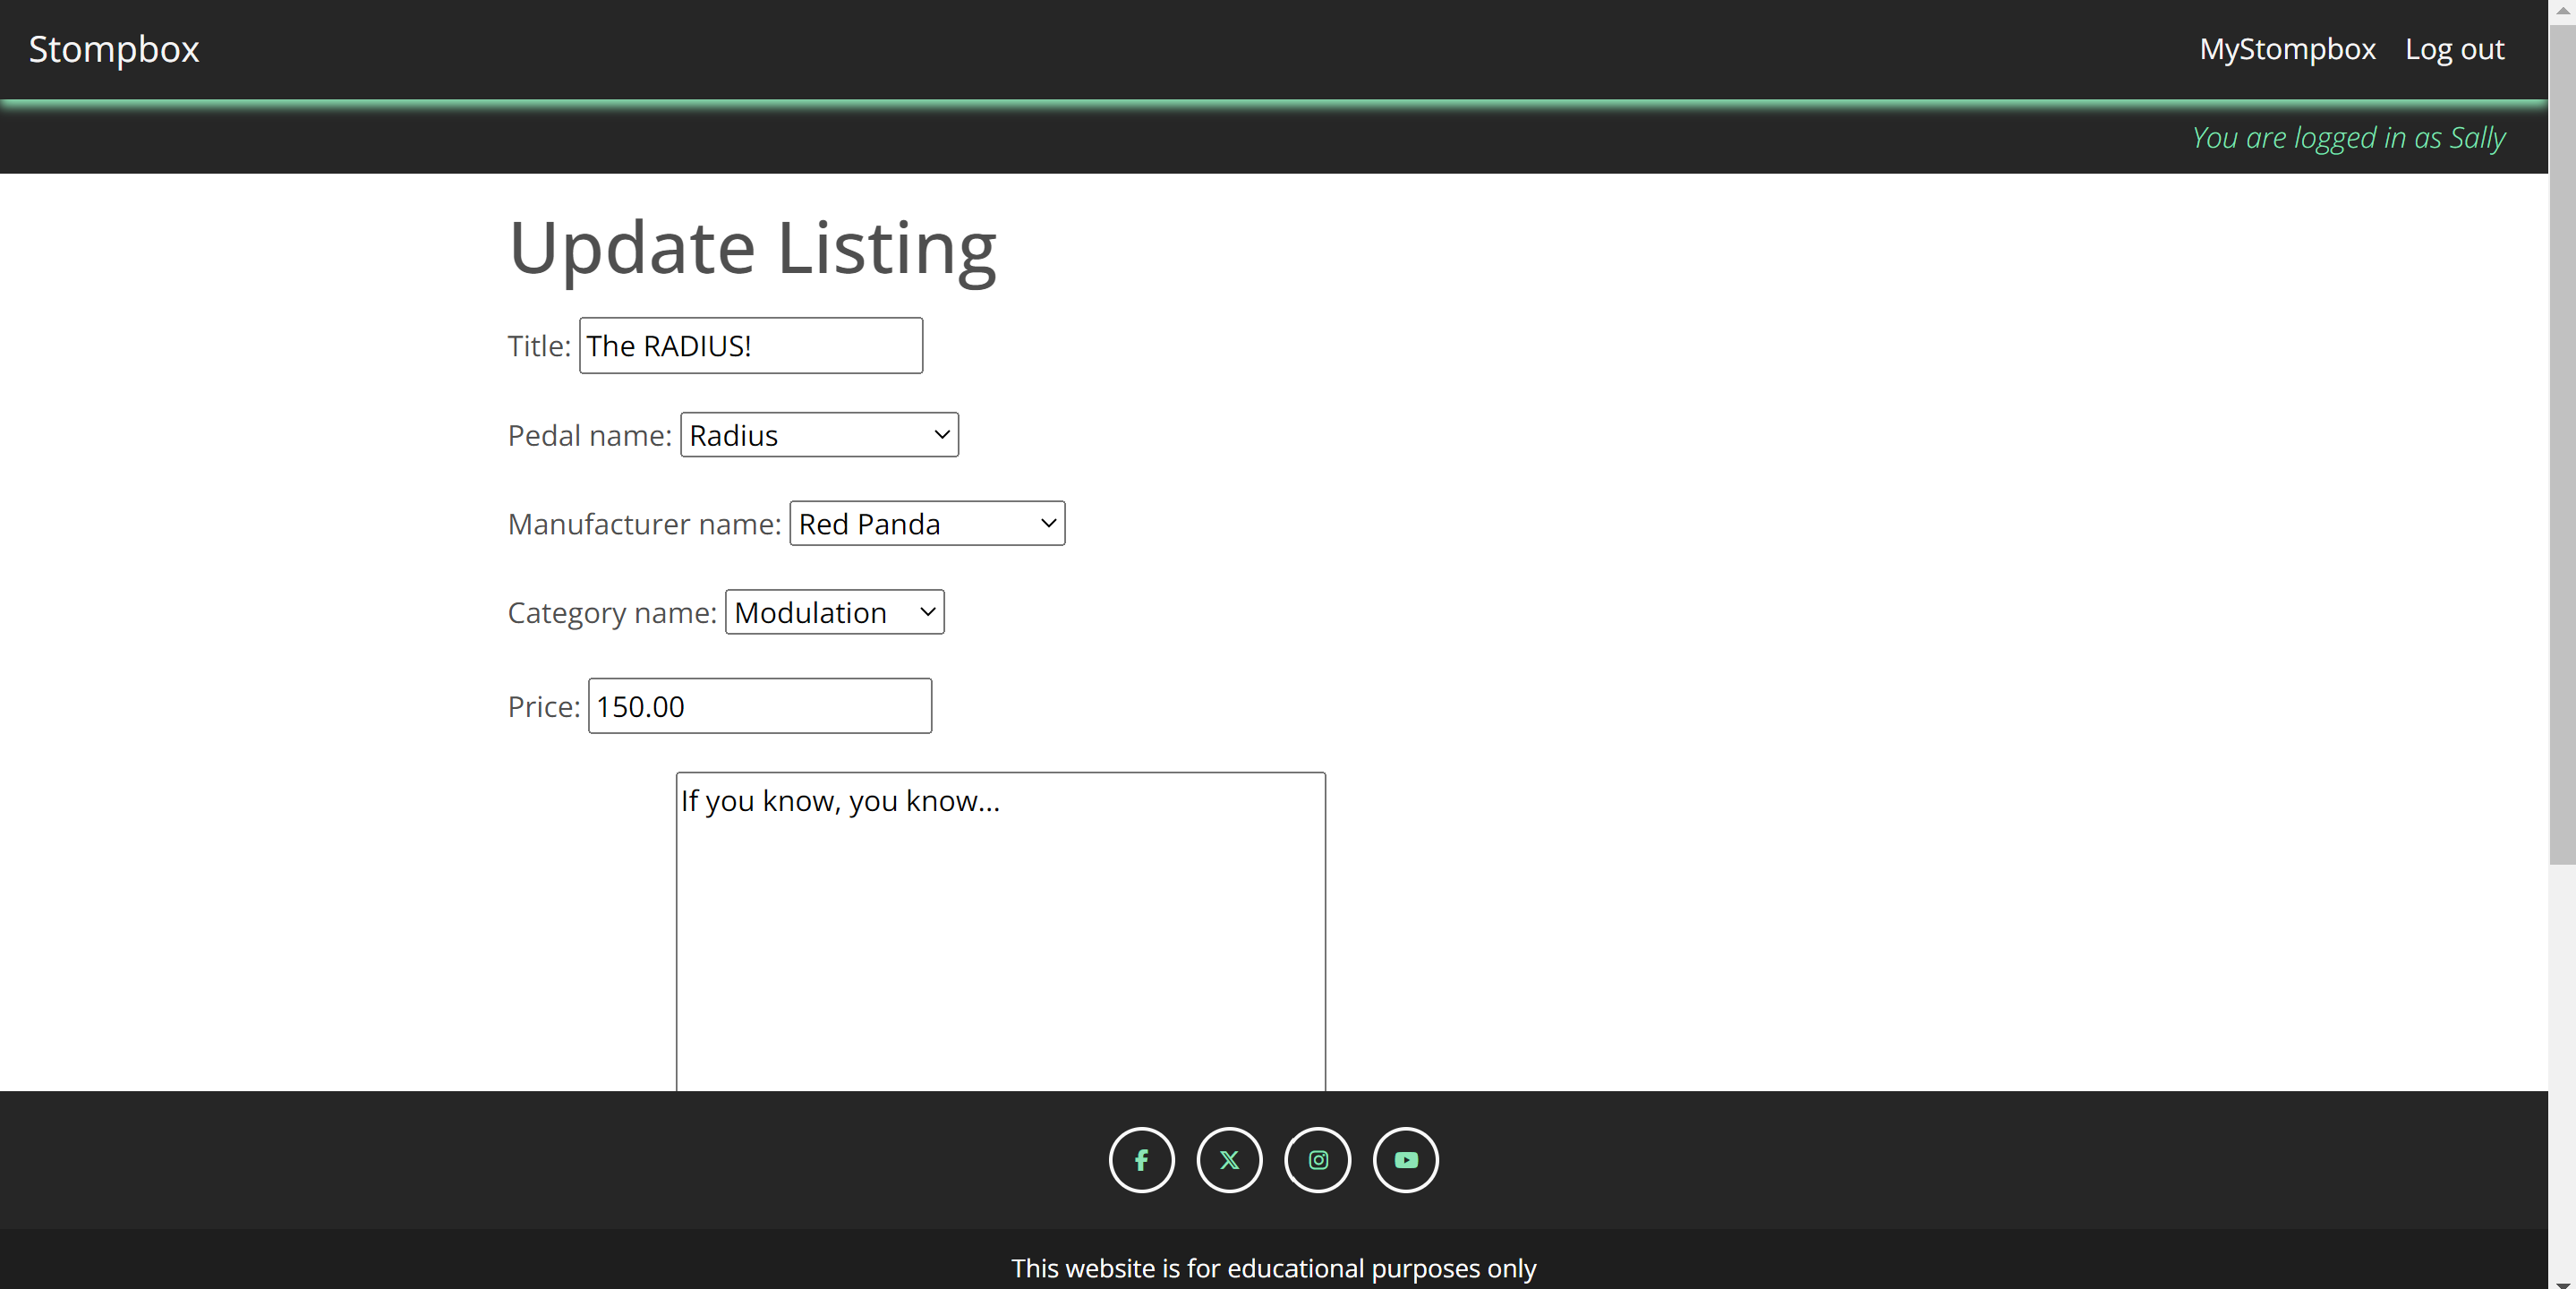 Stompbox
MyStompbox Log out
You are logged in as Sally
Update Listing
Title: The RADIUS!
Pedal name: Radius
Manufacturer name: Red Panda
Category name: Modulation
Price: 150.00
If you know, you know...
This website is for educational purposes only